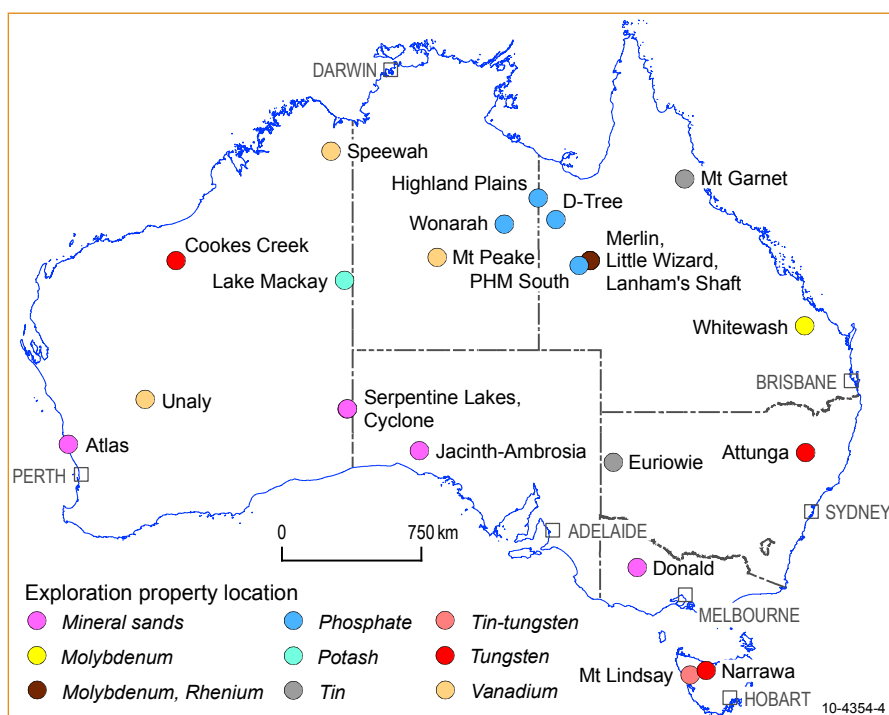 DARWIN
Speewah
Mt Garnet
Highland Plains
D-Tree
Wonarah
Cookes Creek
Mt Peake
Merlin,
Little Wizard,
Lanham's Shaft
Lake Mackay
PHM South
Whitewash
BRISBANE
Unaly
Serpentine Lakes,
Cyclone
Atlas
Jacinth-Ambrosia
Euriowie
Attunga
PERTH
SYDNEY
0 750 km
ADELAIDE
Donald
MELBOURNE
Exploration property location
Mineral sands
Phosphate
Tin-tungsten
Molybdenum
Potash
Tungsten
Molybdenum, Rhenium
Tin
Vanadium
Mt Lindsay
Narrawa
HOBART
10-4354-4